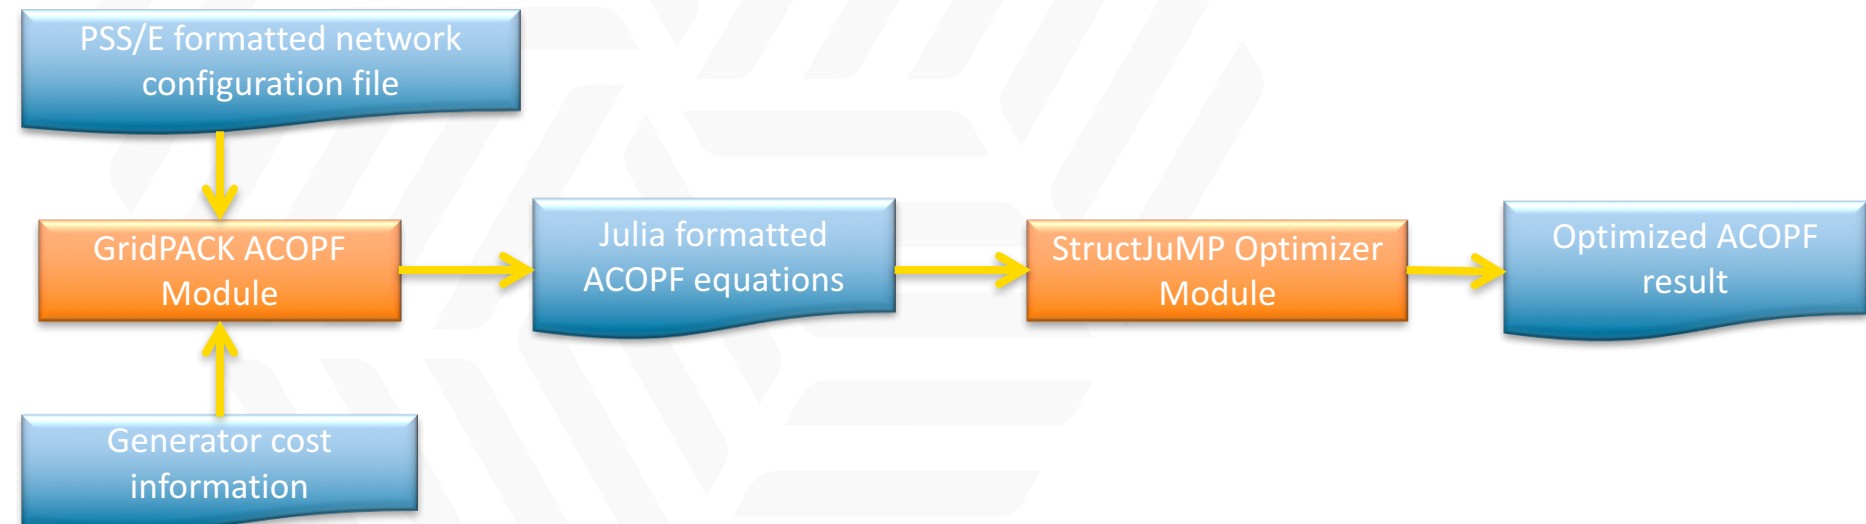 PSS/E formatted network
configuration file
GridPACK ACOPF
Module
Julia formatted
ACOPF equations
StructJuMP Optimizer
Module
Optimized ACOPF
result
Generator cost
information